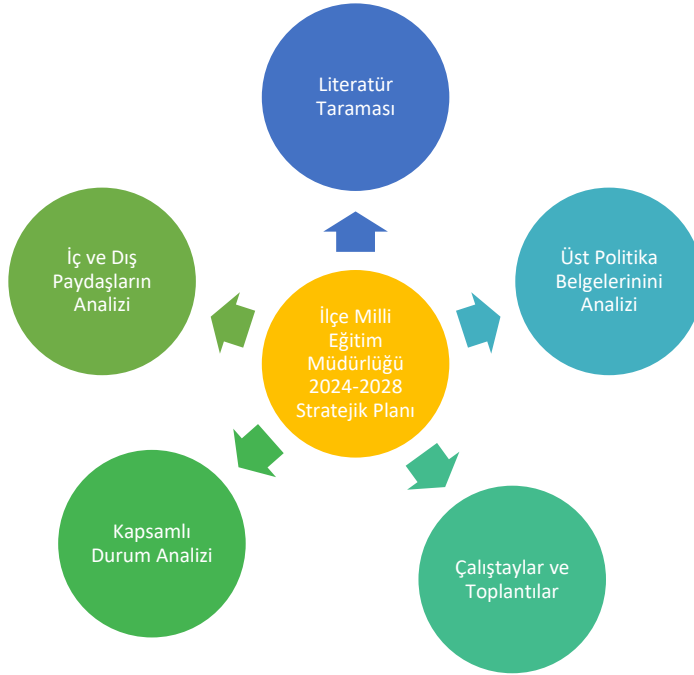 Literatür
Taraması
Üst Politika
Belgelerinini
Analizi
Çalıştaylar ve
Toplantılar
Kapsamlı
Durum Analizi
İç ve Dış
Paydaşların
Analizi
İlçe Milli
Eğitim
Müdürlüğü
2024-2028
Stratejik Planı